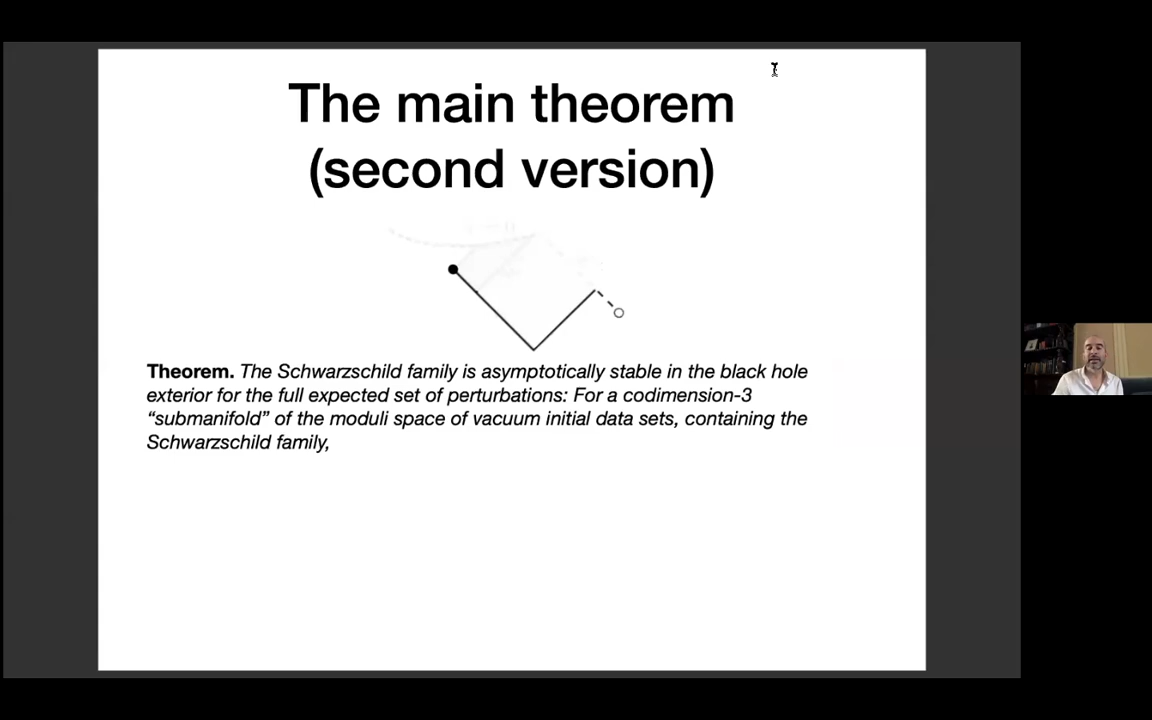 The main theorem
(second version)
Theorem. The Schwarzschild family is asymptotically stable in the black hole
exterior for the full expected set of perturbations: For a codimension-3
“submanifold” of the moduli space of vacuum initial data sets, containing the
Schwarzschild family,